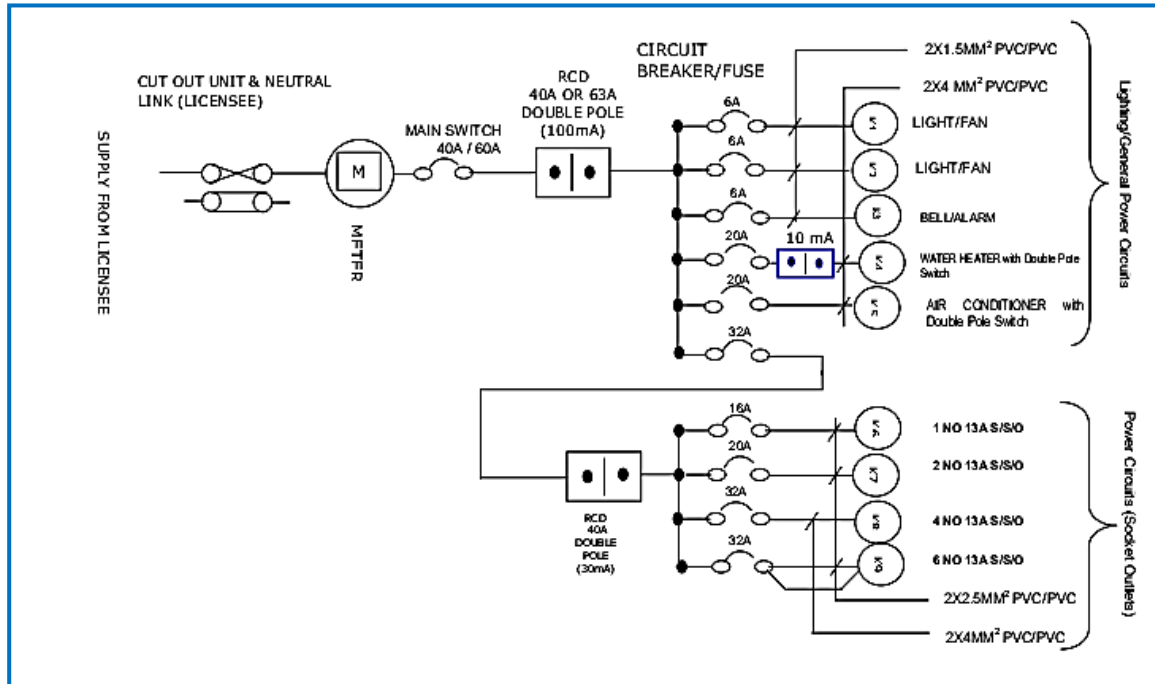 CUT OUT UNIT & NEUTRAL
LINK (LICENSEE)
SUPPLY FROM LICENSEE
M
METER
MAIN SWITCH
40A / 60A
RCD
40A OR 63A
DOUBLE POLE
(100mA)
CIRCUIT
BREAKER/FUSE
2X1.5MM² PVC/PVC
2X4 MM² PVC/PVC
6A
LIGHT/FAN
6A
LIGHT/FAN
6A
BELL/ALARM
20A
10 mA
WATER HEATER with Double Pole
Switch
20A
AIR CONDITIONER with
Double Pole Switch
32A
Lighting/General Power Circuits
RCD
40A
DOUBLE
POLE
(30mA)
16A
1 NO 13A S/S/O
20A
K7
2 NO 13A S/S/O
32A
K8
4 NO 13A S/S/O
32A
K9
6 NO 13A S/S/O
2X2.5MM² PVC/PVC
2X4MM² PVC/PVC
Power Circuits (Socket Outlets)